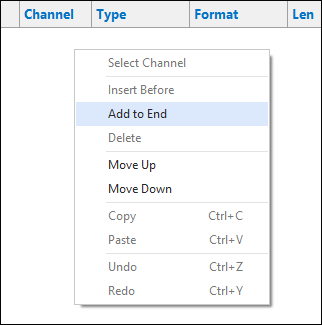 Channel Type Format Len
Select Channel
Insert Before
Add to End
Delete
Move Up
Move Down
Copy Ctrl+C
Paste Ctrl+V
Undo Ctrl+Z
Redo Ctrl+Y